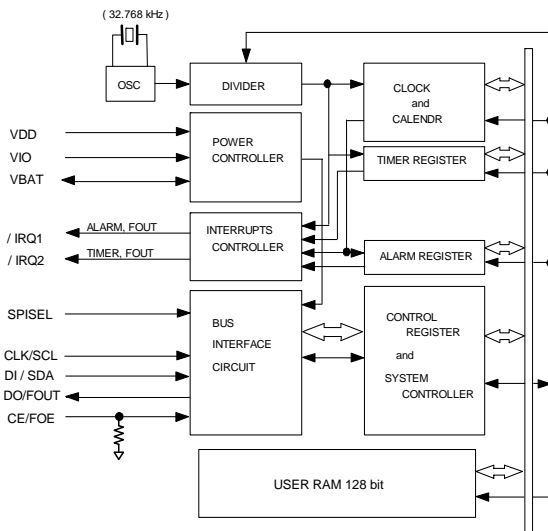 ( 32.768 kHz )
OSC
DIVIDER
CLOCK
and
CALENDR
VDD
VIO
VBAT
POWER
CONTROLLER
TIMER REGISTER
/ IRQ1
ALARM, FOUT
/ IRQ2
TIMER, FOUT
INTERRUPTS
CONTROLLER
ALARM REGISTER
SPISEL
CLK/SCL
DI / SDA
DO/FOUT
CE/FOE
BUS
INTERFACE
CIRCUIT
CONTROL
REGISTER
and
SYSTEM
CONTROLLER
USER RAM 128 bit